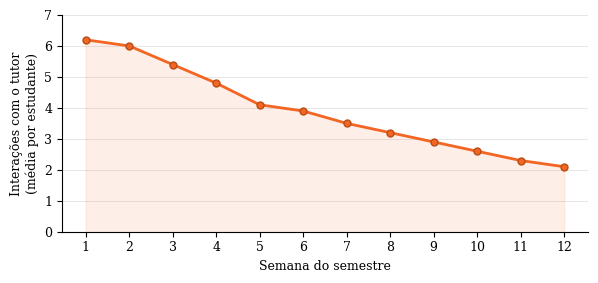 Interações com o tutor
(média por estudante)
7
6
5
4
3
2
1
0
1 2 3 4 5 6 7 8 9 10 11 12
Semana do semestre